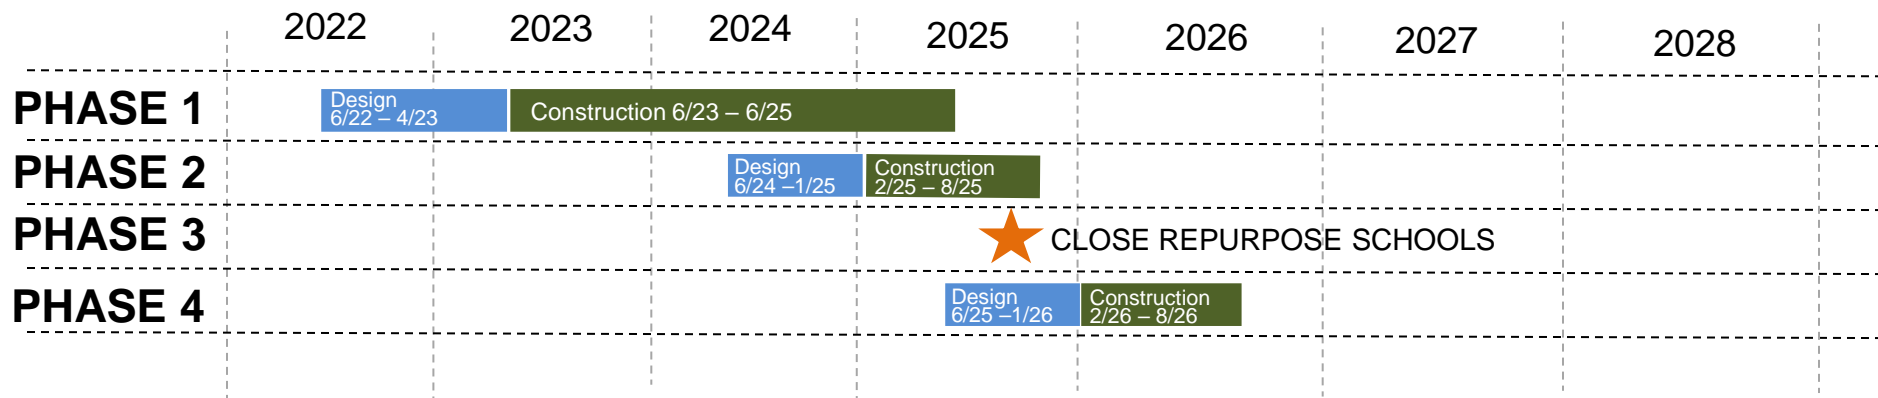 2022 2023 2024 2025 2026 2027 2028
PHASE 1
Design
6/22 – 4/23
Construction 6/23 – 6/25
PHASE 2
Design
6/24 –1/25
Construction
2/25 – 8/25
PHASE 3
CLOSE REPURPOSE SCHOOLS
PHASE 4
Design
6/25 –1/26
Construction
2/26 – 8/26